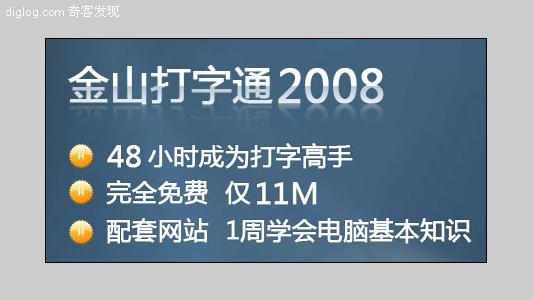 diglog.com 奇客发现
金山打字通2008
48 小时成为打字高手
完全免费 仅11M
配套网站 1周学会电脑基本知识